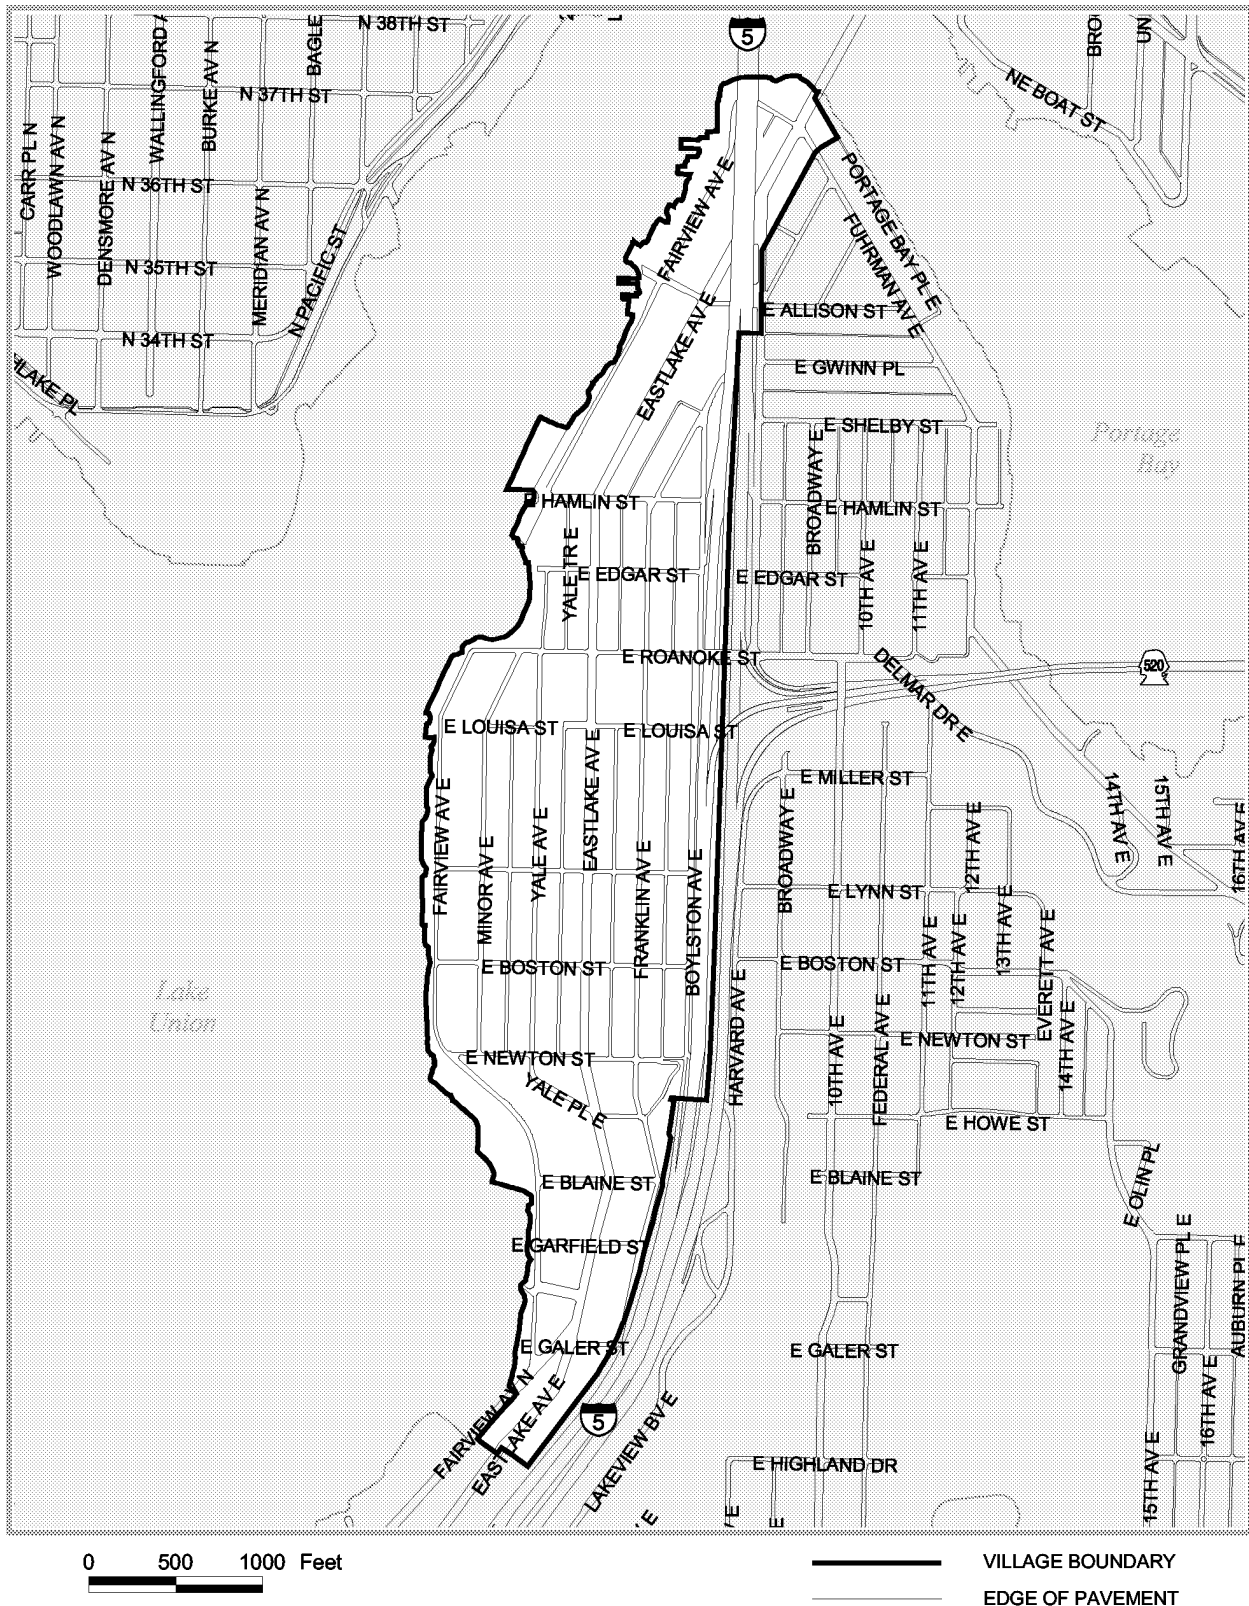 N 38TH ST
5
BAGLE
BURKE AV N
N 37TH ST
NE BOAT ST
CARR PL N
WOODLAWN AV N
DENSMORE AV N
N 36TH ST
MERIDIAN AV N
N 35TH ST
N PACIFIC ST
N 34TH ST
FAIRVIEW AV E
PORTAGE BAY PL E
FUHRMAN AV E
E ALLISON ST
EASTLAKE AV E
E GWINN PL
E SHELBY ST
BROADWAY E
Portage
Bay
E HAMLIN ST
E HAMLIN ST
YALE TR E
E EDGAR ST
E EDGAR ST
10TH AV E
11TH AV E
E ROANOKE ST
DELMAR DR E
520
E LOUISA ST
E LOUISA ST
EASTLAKE AV E
E MILLER ST
FAIRVIEW AV E
MINOR AV E
YALE AV E
FRANKLIN AV E
BOYLSTON AV E
BROADWAY E
12TH AV E
14TH AV E
15TH AV E
E LYNN ST
E BOSTON ST
E BOSTON ST
11TH AV E
12TH AV E
13TH AV E
EVERETT AV E
Lake
Union
HARVARD AV E
10TH AV E
FEDERAL AV E
E NEWTON ST
14TH AV E
E NEWTON ST
YALE PL E
E HOWE ST
E BLAINE ST
E BLAINE ST
E OLIN PL
E GARFIELD ST
GRANDVIEW PL E
E GALER ST
E GALER ST
16TH AV E
FAIRVIEW AV N
EASTLAKE AV E
5
LAKEVIEW BV E
E HIGHLAND DR
15TH AV E
0 500 1000 Feet
VILLAGE BOUNDARY
EDGE OF PAVEMENT